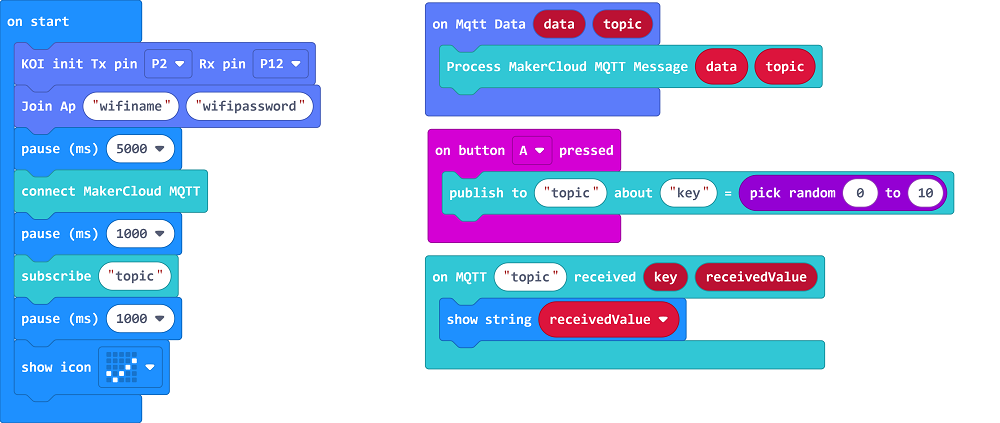 on start
KOI init Tx pin P2 Rx pin P12
Join Ap "wifiname" "wifipassword"
pause (ms) 5000
connect MakerCloud MQTT
pause (ms) 1000
subscribe "topic"
pause (ms) 1000
show icon
on Mqtt Data data topic
Process MakerCloud MQTT Message data topic
on button A pressed
publish to "topic" about "key" = pick random 0 to 10
on MQTT "topic" received key receivedValue
show string receivedValue